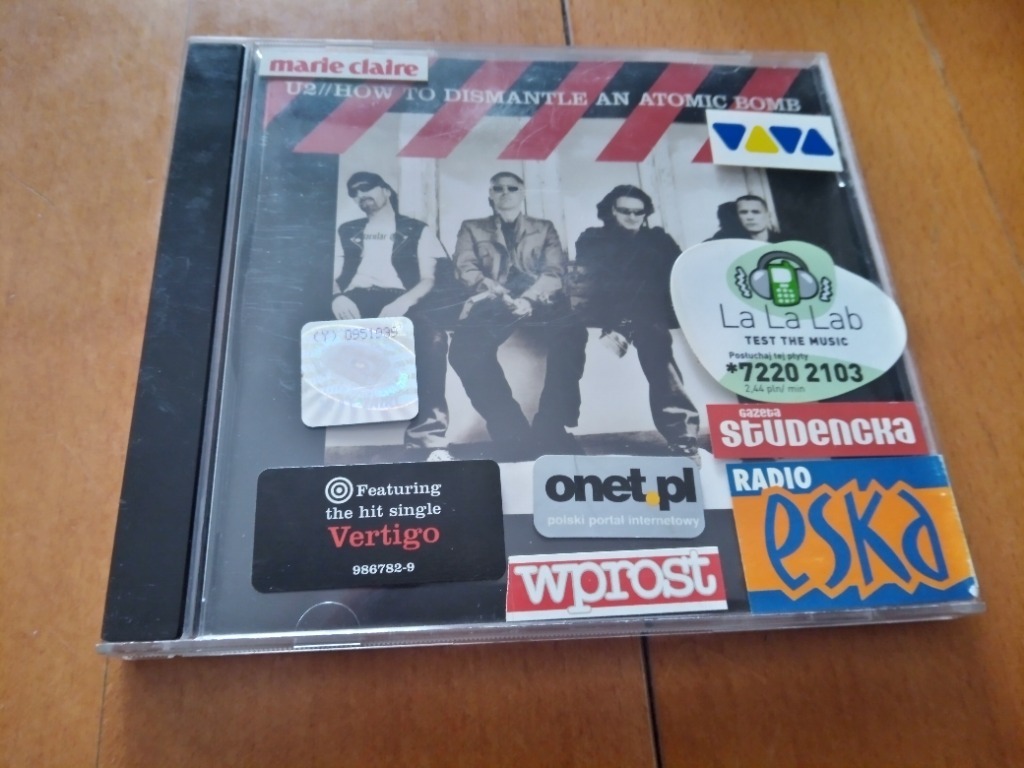 marie claire
U2//HOW TO DISMANTLE AN ATOMIC BOMB
VIVA
La La Lab
TEST THE MUSIC
Posłuchaj tej płyty
*7220 2103
2,44 pln/ min
GAZETA
STUDENCKA
RADIO
eska
onet.pl
polski portal internetowy
wprost
Featuring
the hit single
Vertigo
986782-9